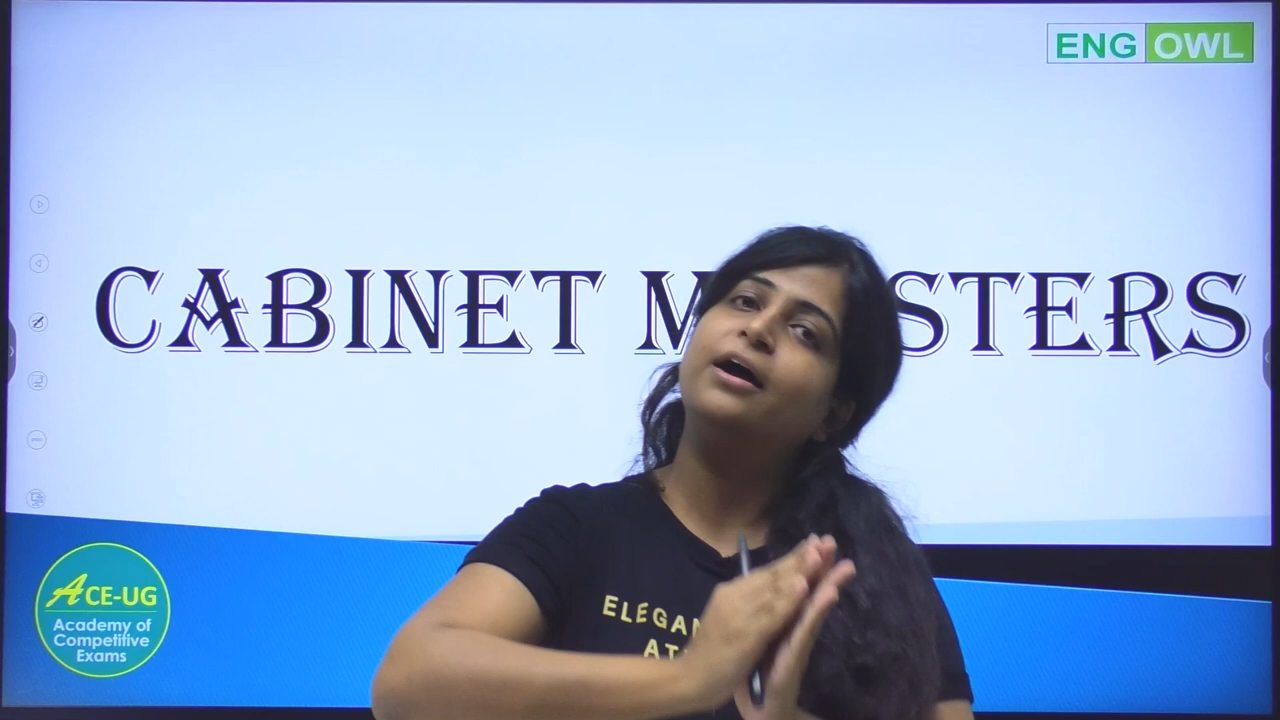 ENG OWL
CABINET M STERS
ACE-UG
Academy of
Competitive
Exams
ELEGAN
AT